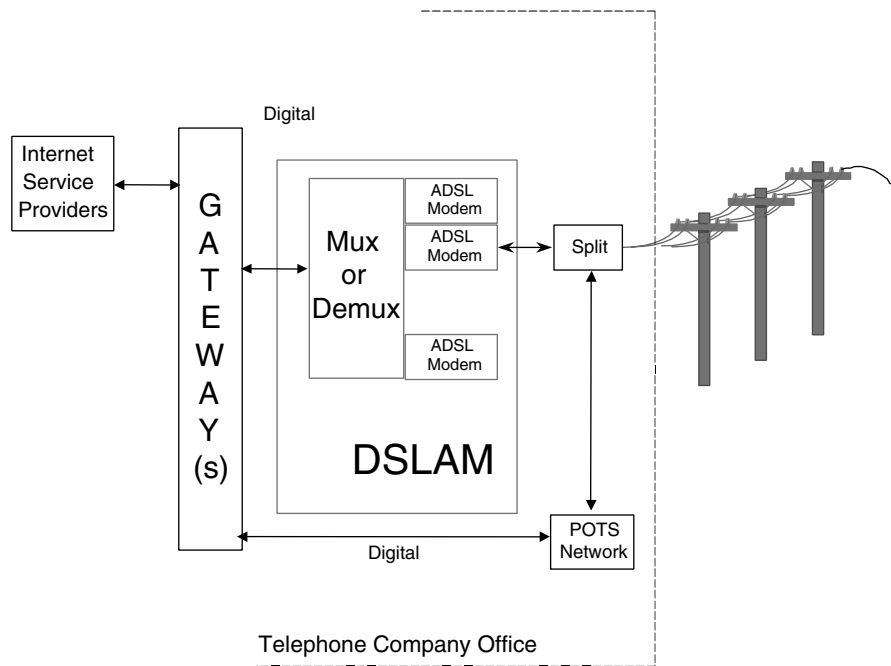 Digital
Internet
Service
Providers
G
A
T
E
W
A
Y
(s)
Mux
or
Demux
ADSL
Modem
ADSL
Modem
ADSL
Modem
DSLAM
Split
POTS
Network
Digital
Telephone Company Office